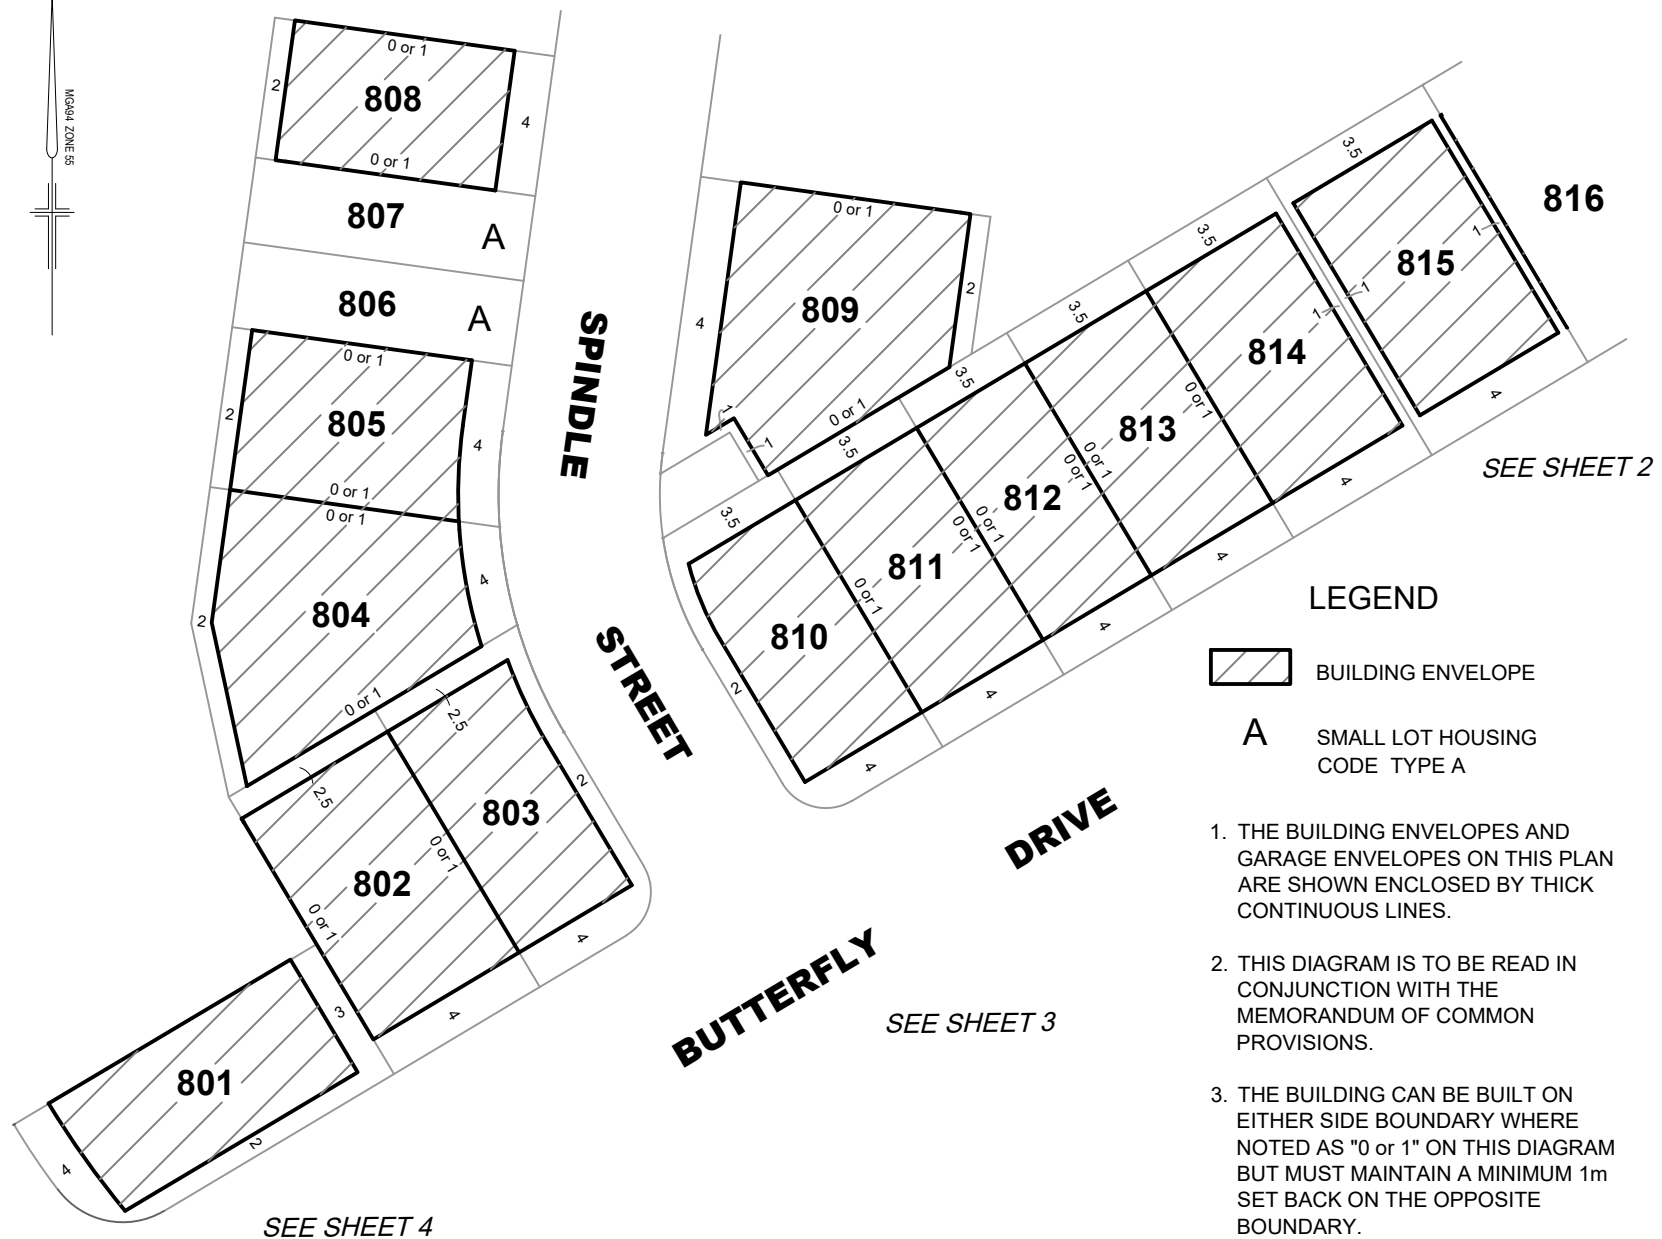 MGA94 ZONE 55
0 or 1
2
808
4
0 or 1
807
A
806
A
0 or 1
2
805
4
0 or 1
0 or 1
804
2
4
0 or 1
2.5
2.5
803
2
802
0 or 1
0 or 1
4
4
3
801
2
4
SEE SHEET 4
SPINDLE
STREET
0 or 1
2
809
4
1
1
0 or 1
3.5
810
2
4
3.5
0 or 1
811
0 or 1
4
3.5
0 or 1
812
0 or 1
4
3.5
0 or 1
813
0 or 1
4
3.5
814
1
4
3.5
815
1
1
4
816
SEE SHEET 2
BUTTERFLY
DRIVE
SEE SHEET 3
LEGEND
BUILDING ENVELOPE
A
SMALL LOT HOUSING
CODE TYPE A
1. THE BUILDING ENVELOPES AND
GARAGE ENVELOPES ON THIS PLAN
ARE SHOWN ENCLOSED BY THICK
CONTINUOUS LINES.
2. THIS DIAGRAM IS TO BE READ IN
CONJUNCTION WITH THE
MEMORANDUM OF COMMON
PROVISIONS.
3. THE BUILDING CAN BE BUILT ON
EITHER SIDE BOUNDARY WHERE
NOTED AS "0 or 1" ON THIS DIAGRAM
BUT MUST MAINTAIN A MINIMUM 1m
SET BACK ON THE OPPOSITE
BOUNDARY.